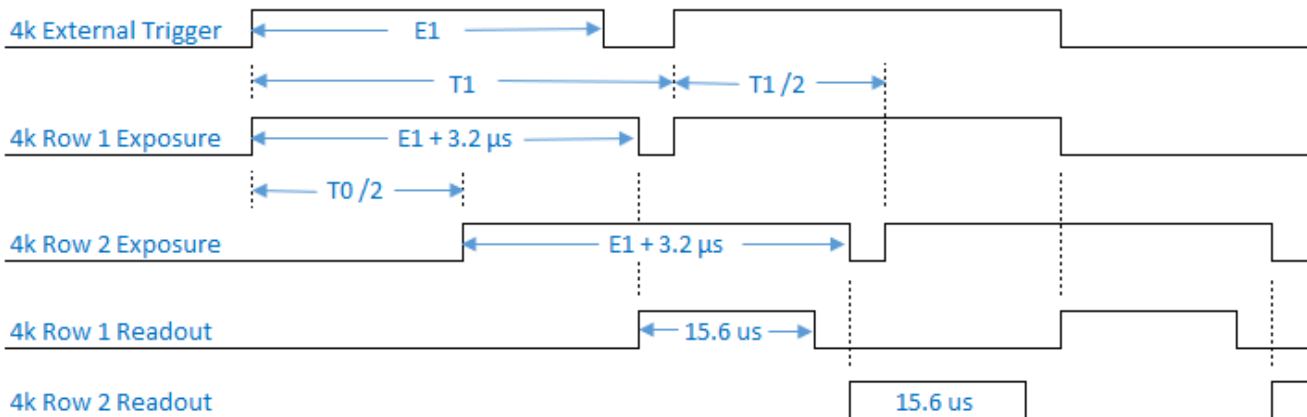 4k External Trigger
E1
T1
T1 /2
4k Row 1 Exposure
E1 + 3.2 µs
T0 /2
4k Row 2 Exposure
E1 + 3.2 µs
4k Row 1 Readout
15.6 us
4k Row 2 Readout
15.6 us